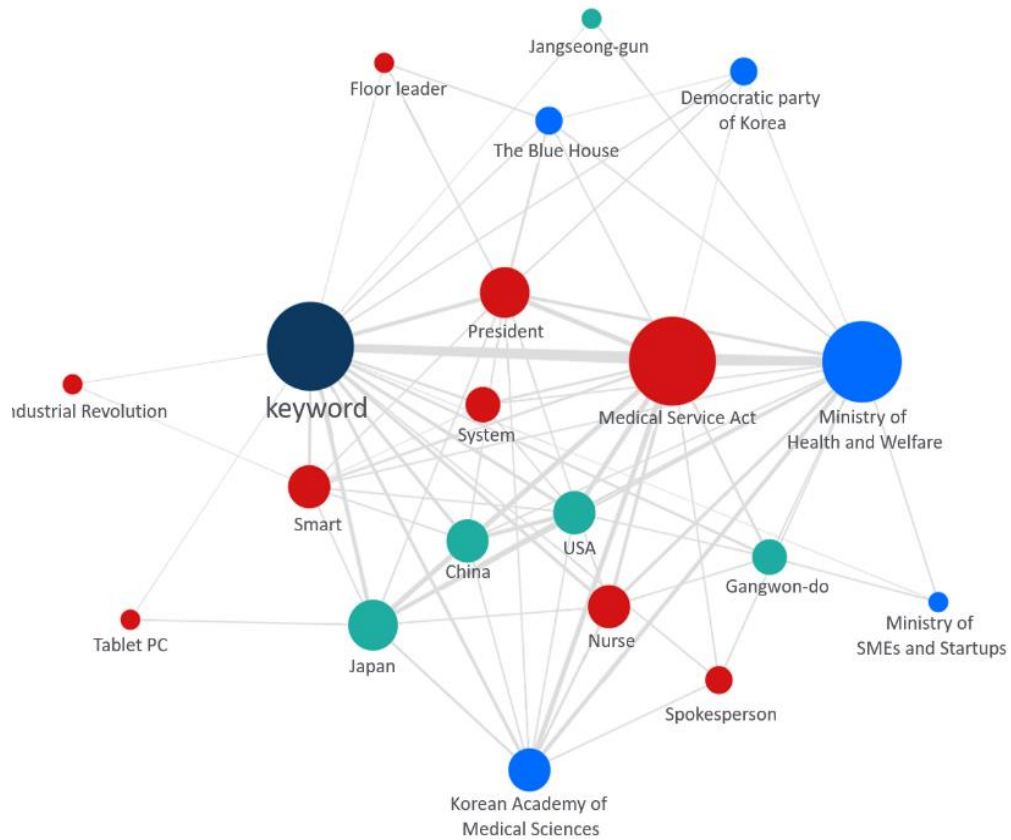 Jangseong-gun
Floor leader
Democratic party
of Korea
The Blue House
President
keyword
Medical Service Act
Ministry of
Health and Welfare
ndustrial Revolution
System
Smart
USA
China
Gangwon-do
Tablet PC
Japan
Nurse
Ministry of
SMEs and Startups
Spokesperson
Korean Academy of
Medical Sciences